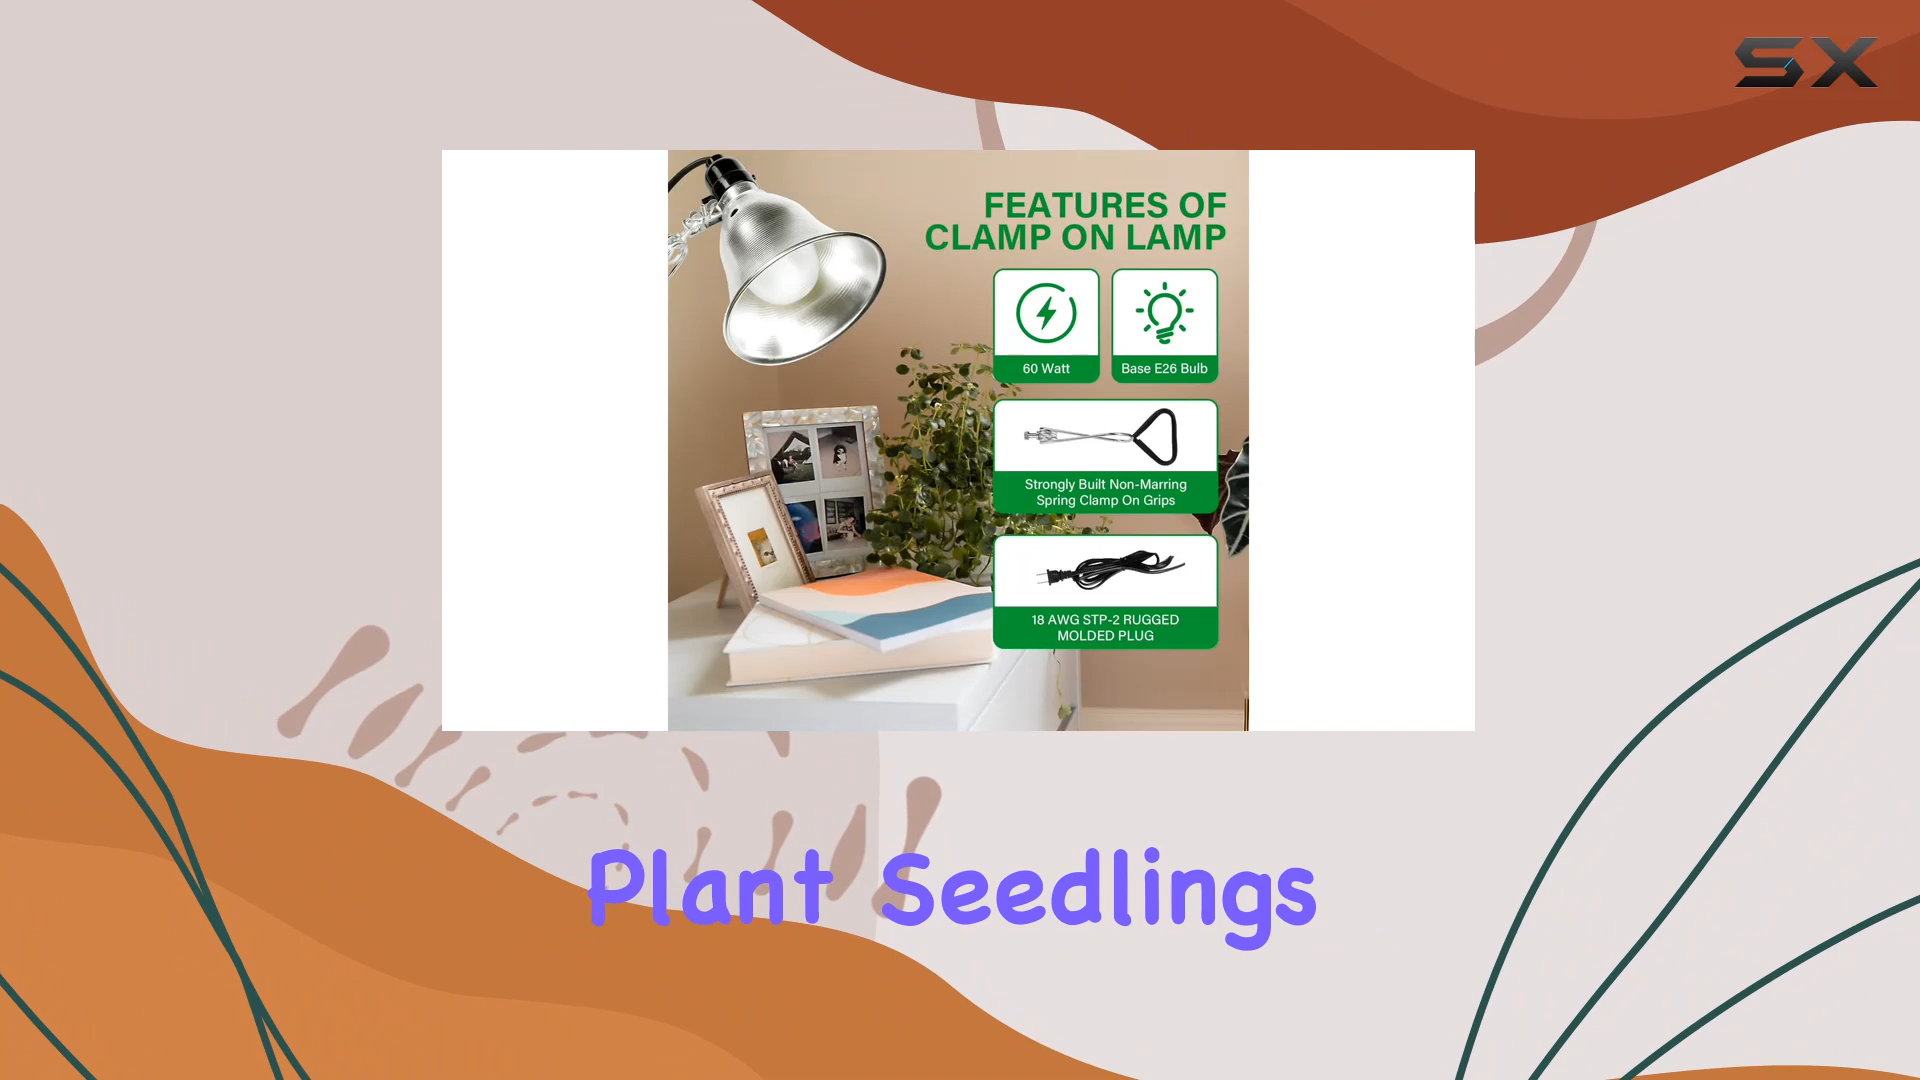 SX
FEATURES OF
CLAMP ON LAMP
60 Watt
Base E26 Bulb
Strongly Built Non-Marring
Spring Clamp On Grips
18 AWG STP-2 RUGGED
MOLDED PLUG
Plant Seedlings